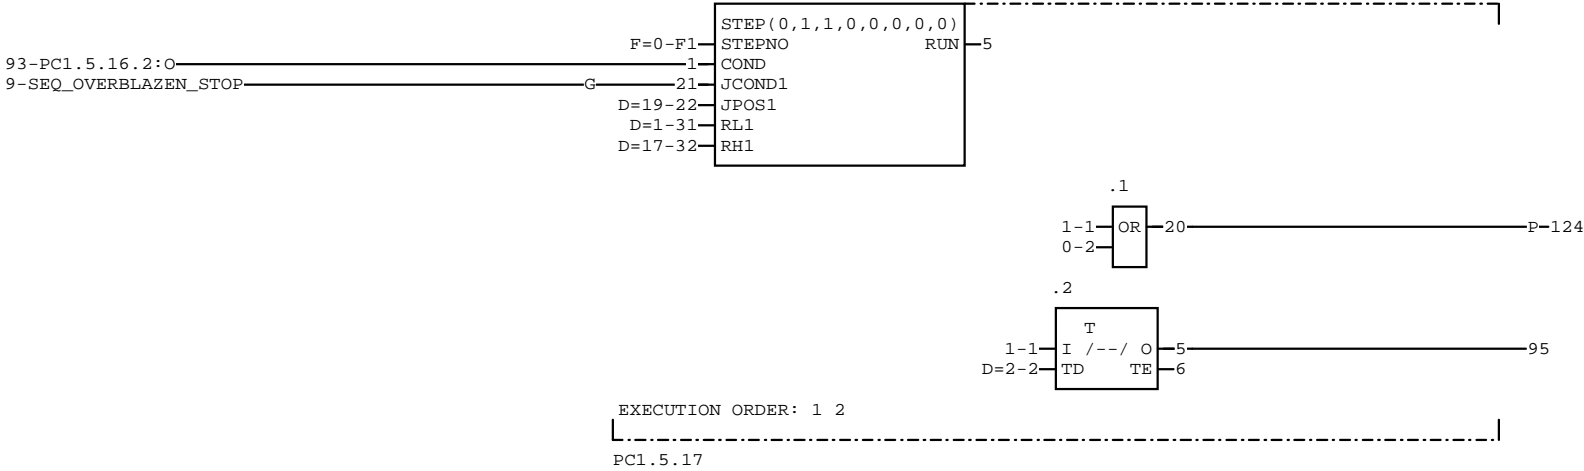 STEP(0,1,1,0,0,0,0,0)
F=0-F1 STEPNO RUN 5
93-PC1.5.16.2:O 1 COND
9-SEQ_OVERBLAZEN_STOP G 21 JCOND1
D=19-22 JPOS1
D=1-31 RL1
D=17-32 RH1
.1
1-1 OR 20 P-124
0-2
.2
T
1-1 I /--/ O 5 95
D=2-2 TD TE 6
EXECUTION ORDER: 1 2
PC1.5.17